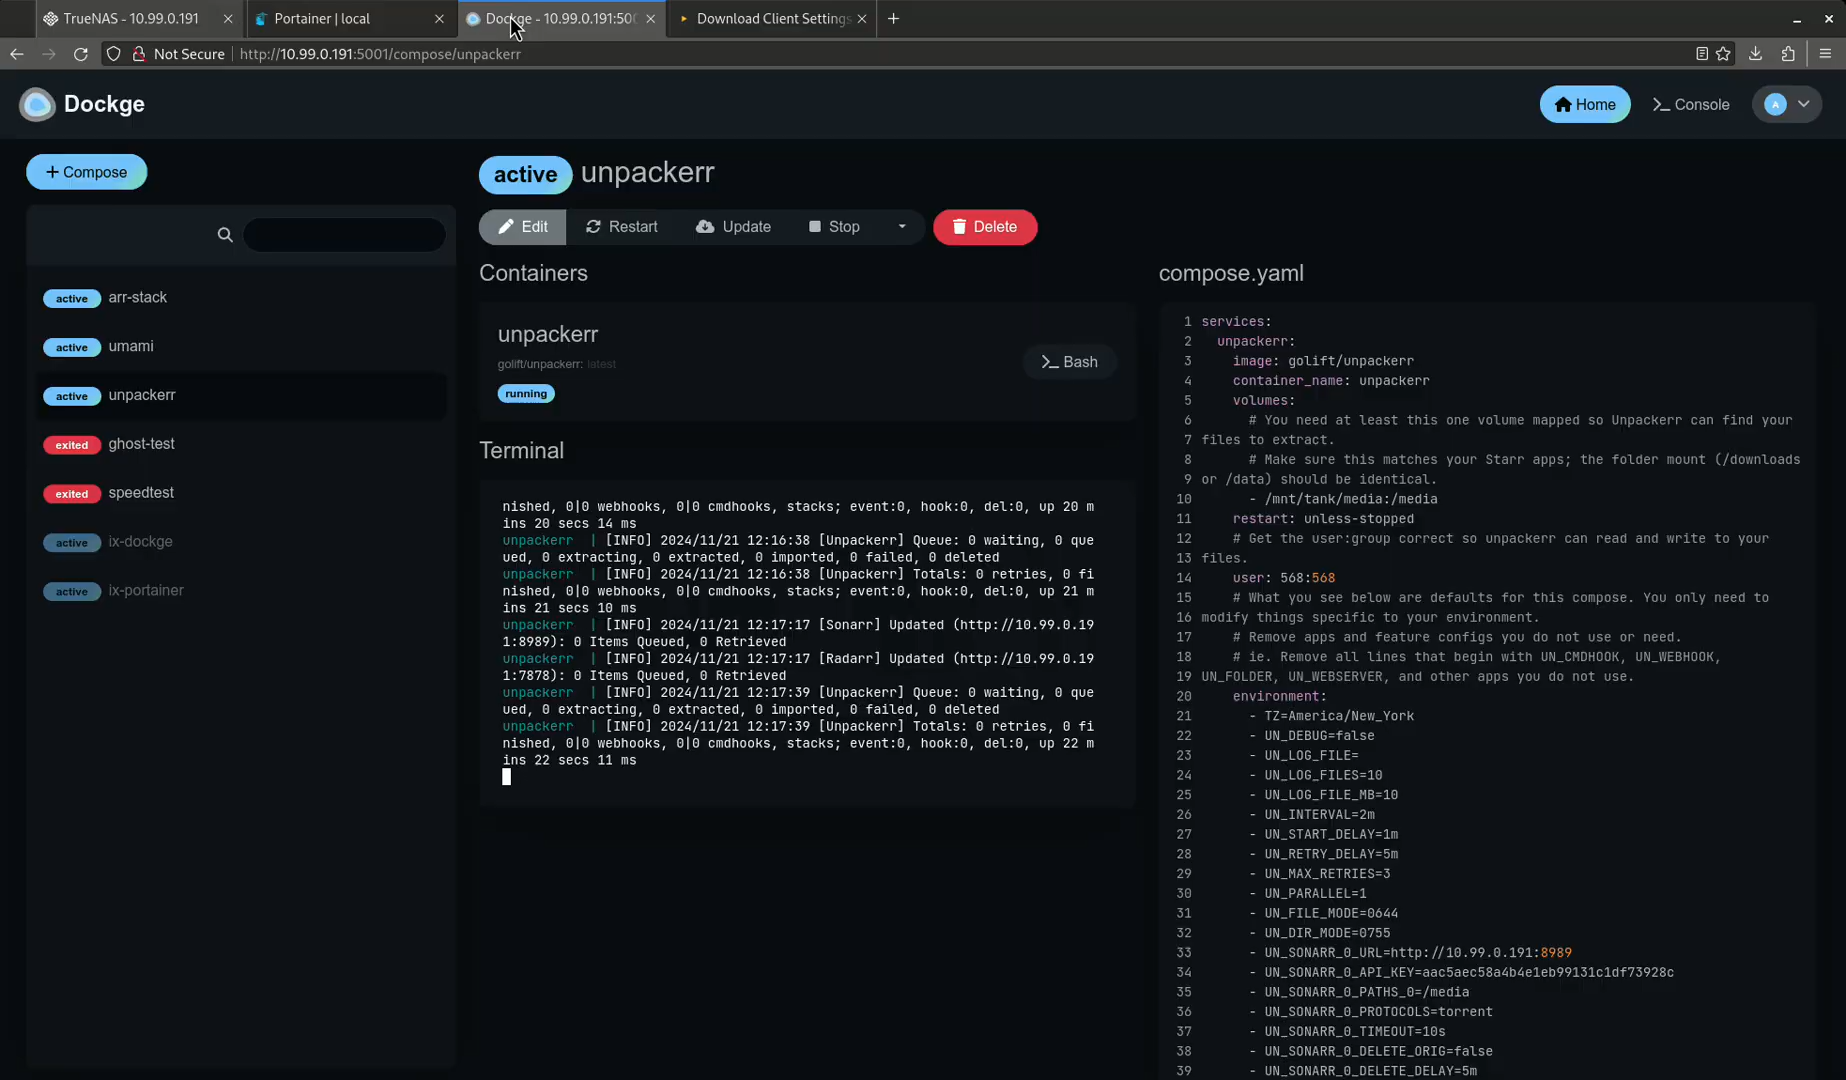 TrueNAS - 10.99.0.191
Portainer | local
Dockge - 10.99.0.191:500
Download Client Settings
Not Secure
http://10.99.0.191:5001/compose/unpackerr
Dockge
Home
Console
A
+ Compose
active arr-stack
active umami
active unpackerr
exited ghost-test
exited speedtest
active ix-dockge
active ix-portainer
active unpackerr
Edit
Restart
Update
Stop
Delete
Containers
unpackerr
golift/unpackerr: latest
running
Bash
Terminal
nished, 0|0 webhooks, 0|0 cmdhooks, stacks; event:0, hook:0, del:0, up 20 m
ins 20 secs 14 ms
unpackerr | [INFO] 2024/11/21 12:16:38 [Unpackerr] Queue: 0 waiting, 0 que
ued, 0 extracting, 0 extracted, 0 imported, 0 failed, 0 deleted
unpackerr | [INFO] 2024/11/21 12:16:38 [Unpackerr] Totals: 0 retries, 0 fi
nished, 0|0 webhooks, 0|0 cmdhooks, stacks; event:0, hook:0, del:0, up 21 m
ins 21 secs 10 ms
unpackerr | [INFO] 2024/11/21 12:17:17 [Sonarr] Updated (http://10.99.0.19
1:8989): 0 Items Queued, 0 Retrieved
unpackerr | [INFO] 2024/11/21 12:17:17 [Radarr] Updated (http://10.99.0.19
1:7878): 0 Items Queued, 0 Retrieved
unpackerr | [INFO] 2024/11/21 12:17:39 [Unpackerr] Queue: 0 waiting, 0 que
ued, 0 extracting, 0 extracted, 0 imported, 0 failed, 0 deleted
unpackerr | [INFO] 2024/11/21 12:17:39 [Unpackerr] Totals: 0 retries, 0 fi
nished, 0|0 webhooks, 0|0 cmdhooks, stacks; event:0, hook:0, del:0, up 22 m
ins 22 secs 11 ms
compose.yaml
1 services:
2 unpackerr:
3 image: golift/unpackerr
4 container_name: unpackerr
5 volumes:
6 # You need at least this one volume mapped so Unpackerr can find your
7 files to extract.
8 # Make sure this matches your Starr apps; the folder mount (/downloads
9 or /data) should be identical.
10 - /mnt/tank/media:/media
11 restart: unless-stopped
12 # Get the user:group correct so unpackerr can read and write to your
13 files.
14 user: 568:568
15 # What you see below are defaults for this compose. You only need to
16 modify things specific to your environment.
17 # Remove apps and feature configs you do not use or need.
18 # ie. Remove all lines that begin with UN_CMDHOOK, UN_WEBHOOK,
19 UN_FOLDER, UN_WEBSERVER, and other apps you do not use.
20 environment:
21 - TZ=America/New_York
22 - UN_DEBUG=false
23 - UN_LOG_FILE=
24 - UN_LOG_FILES=10
25 - UN_LOG_FILE_MB=10
26 - UN_INTERVAL=2m
27 - UN_START_DELAY=1m
28 - UN_RETRY_DELAY=5m
29 - UN_MAX_RETRIES=3
30 - UN_PARALLEL=1
31 - UN_FILE_MODE=0644
32 - UN_DIR_MODE=0755
33 - UN_SONARR_0_URL=http://10.99.0.191:8989
34 - UN_SONARR_0_API_KEY=aac5aec58a4b4e1eb99131c1df73928c
35 - UN_SONARR_0_PATHS_0=/media
36 - UN_SONARR_0_PROTOCOLS=torrent
37 - UN_SONARR_0_TIMEOUT=10s
38 - UN_SONARR_0_DELETE_ORIG=false
39 - UN_SONARR_0_DELETE_DELAY=5m